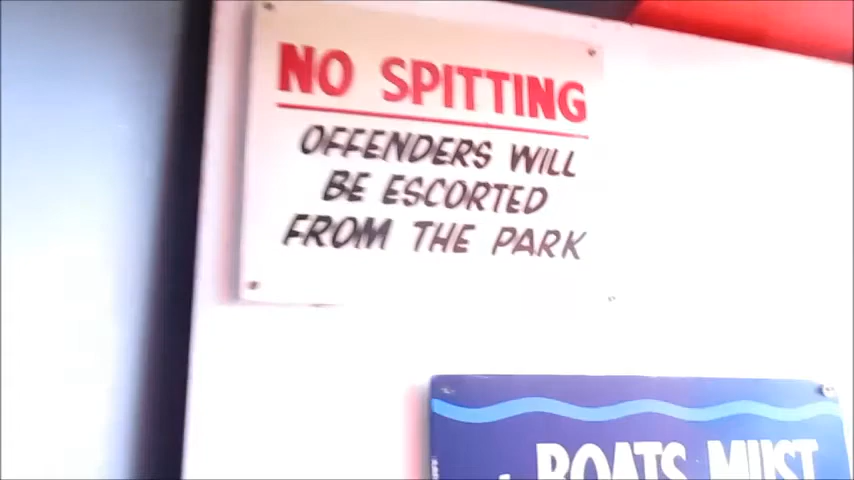 NO SPITTING
OFFENDERS WILL
BE ESCORTED
FROM THE PARK
BOATS MUST